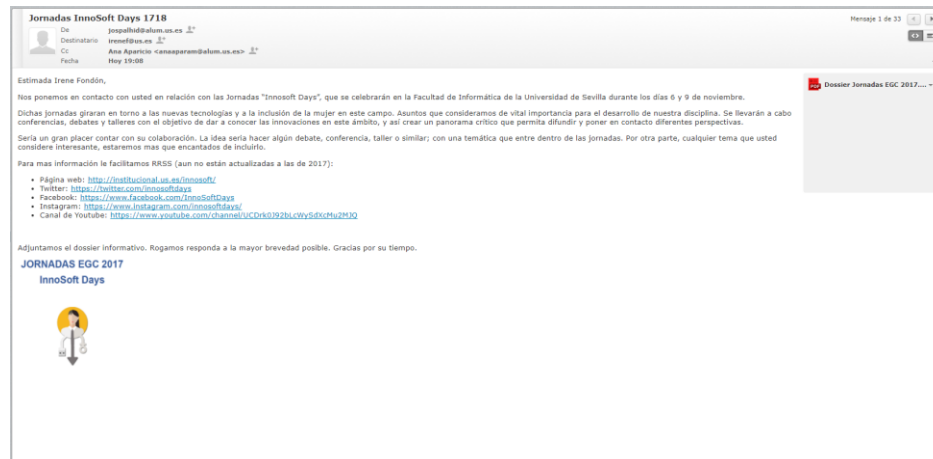 Jornadas InnoSoft Days 1718
Mensaje 1 de 33
De jospalhid@alum.us.es
Destinatario irenef@us.es
Cc Ana Aparicio <anaaparam@alum.us.es>
Fecha Hoy 19:08
Estimada Irene Fondón,
Nos ponemos en contacto con usted en relación con las Jornadas "Innosoft Days", que se celebrarán en la Facultad de Informática de la Universidad de Sevilla durante los días 6 y 9 de noviembre.
Dichas jornadas giraran en torno a las nuevas tecnologías y a la inclusión de la mujer en este campo. Asuntos que consideramos de vital importancia para el desarrollo de nuestra disciplina. Se llevarán a cabo
conferencias, debates y talleres con el objetivo de dar a conocer las innovaciones en este ámbito, y así crear un panorama crítico que permita difundir y poner en contacto diferentes perspectivas.
Sería un gran placer contar con su colaboración. La idea seria hacer algún debate, conferencia, taller o similar; con una temática que entre dentro de las jornadas. Por otra parte, cualquier tema que usted
considere interesante, estaremos mas que encantados de incluirlo.
Para mas información le facilitamos RRSS (aun no están actualizadas a las de 2017):
• Página web: http://institucional.us.es/innosoft/
• Twitter: https://twitter.com/innosoftdays
• Facebook: https://www.facebook.com/InnoSoftDays
• Instagram: https://www.instagram.com/innosoftdays/
• Canal de Youtube: https://www.youtube.com/channel/UCDrk0J92bLcWySdXcMu2MJQ
Adjuntamos el dossier informativo. Rogamos responda a la mayor brevedad posible. Gracias por su tiempo.
JORNADAS EGC 2017
InnoSoft Days
Dossier Jornadas EGC 2017....